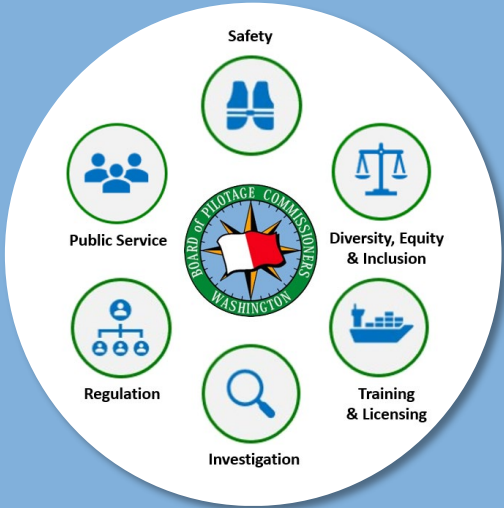 Safety
Public Service
Diversity, Equity
& Inclusion
BOARD of PILOTAGE COMMISSIONERS
WASHINGTON
Regulation
Training
& Licensing
Investigation